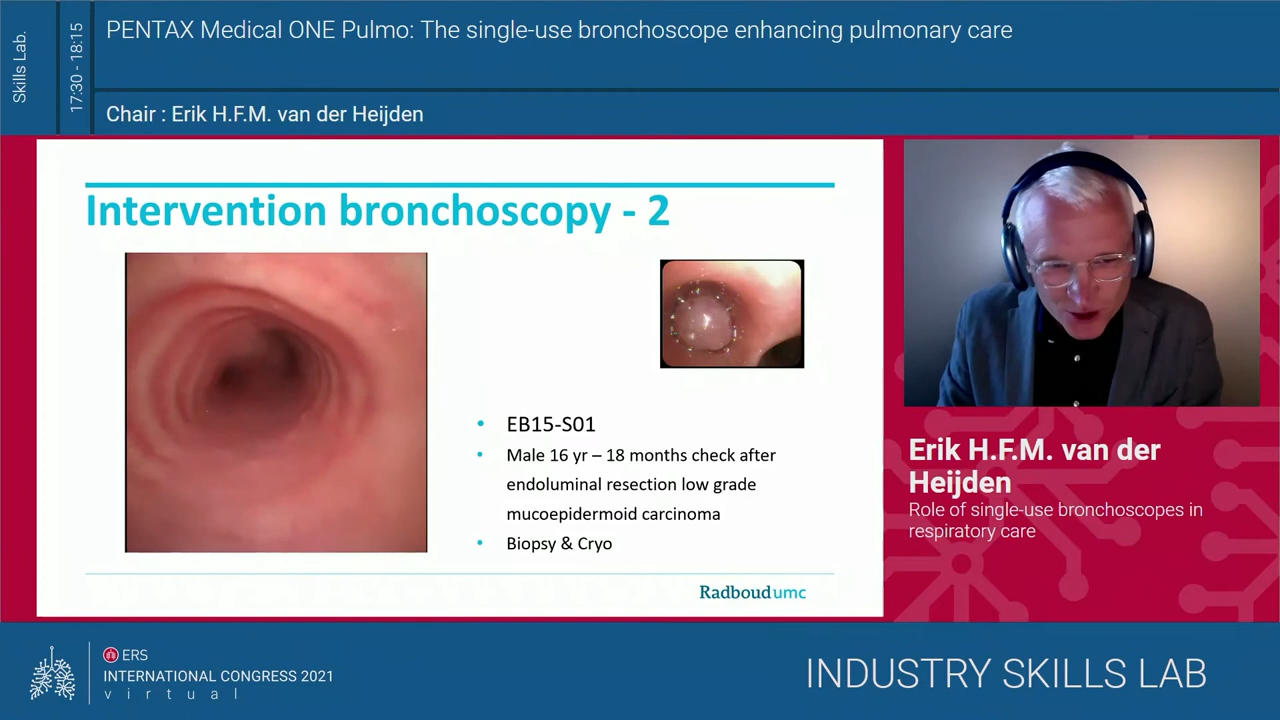 Skills Lab.
17:30 - 18:15
PENTAX Medical ONE Pulmo: The single-use bronchoscope enhancing pulmonary care
Chair : Erik H.F.M. van der Heijden
Intervention bronchoscopy - 2
• EB15-S01
• Male 16 yr – 18 months check after
endoluminal resection low grade
mucoepidermoid carcinoma
• Biopsy & Cryo
Radboudumc
Erik H.F.M. van der
Heijden
Role of single-use bronchoscopes in
respiratory care
ERS
INTERNATIONAL CONGRESS 2021
virtual
INDUSTRY SKILLS LAB